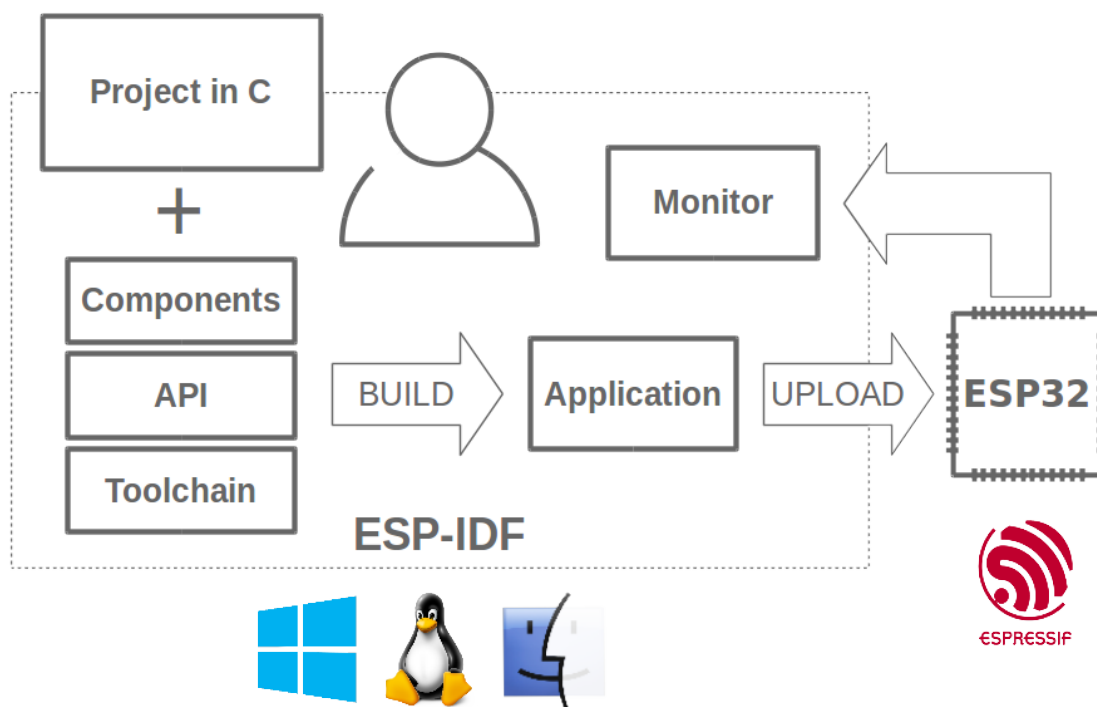 Project in C
+
Components
API
Toolchain
BUILD
Application
UPLOAD
Monitor
ESP32
ESP-IDF
ESPRESSIF